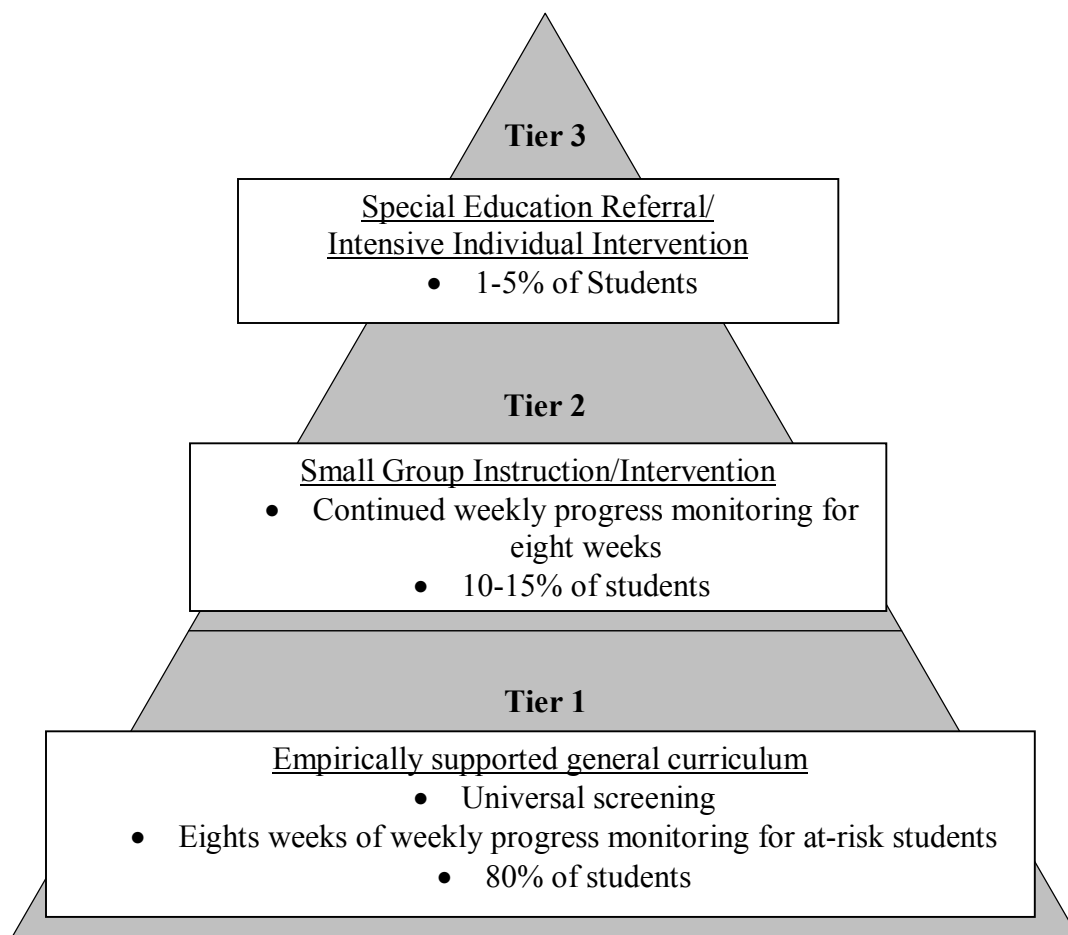 Tier 3
Special Education Referral/
Intensive Individual Intervention
• 1-5% of Students
Tier 2
Small Group Instruction/Intervention
• Continued weekly progress monitoring for
eight weeks
• 10-15% of students
Tier 1
Empirically supported general curriculum
• Universal screening
• Eights weeks of weekly progress monitoring for at-risk students
• 80% of students